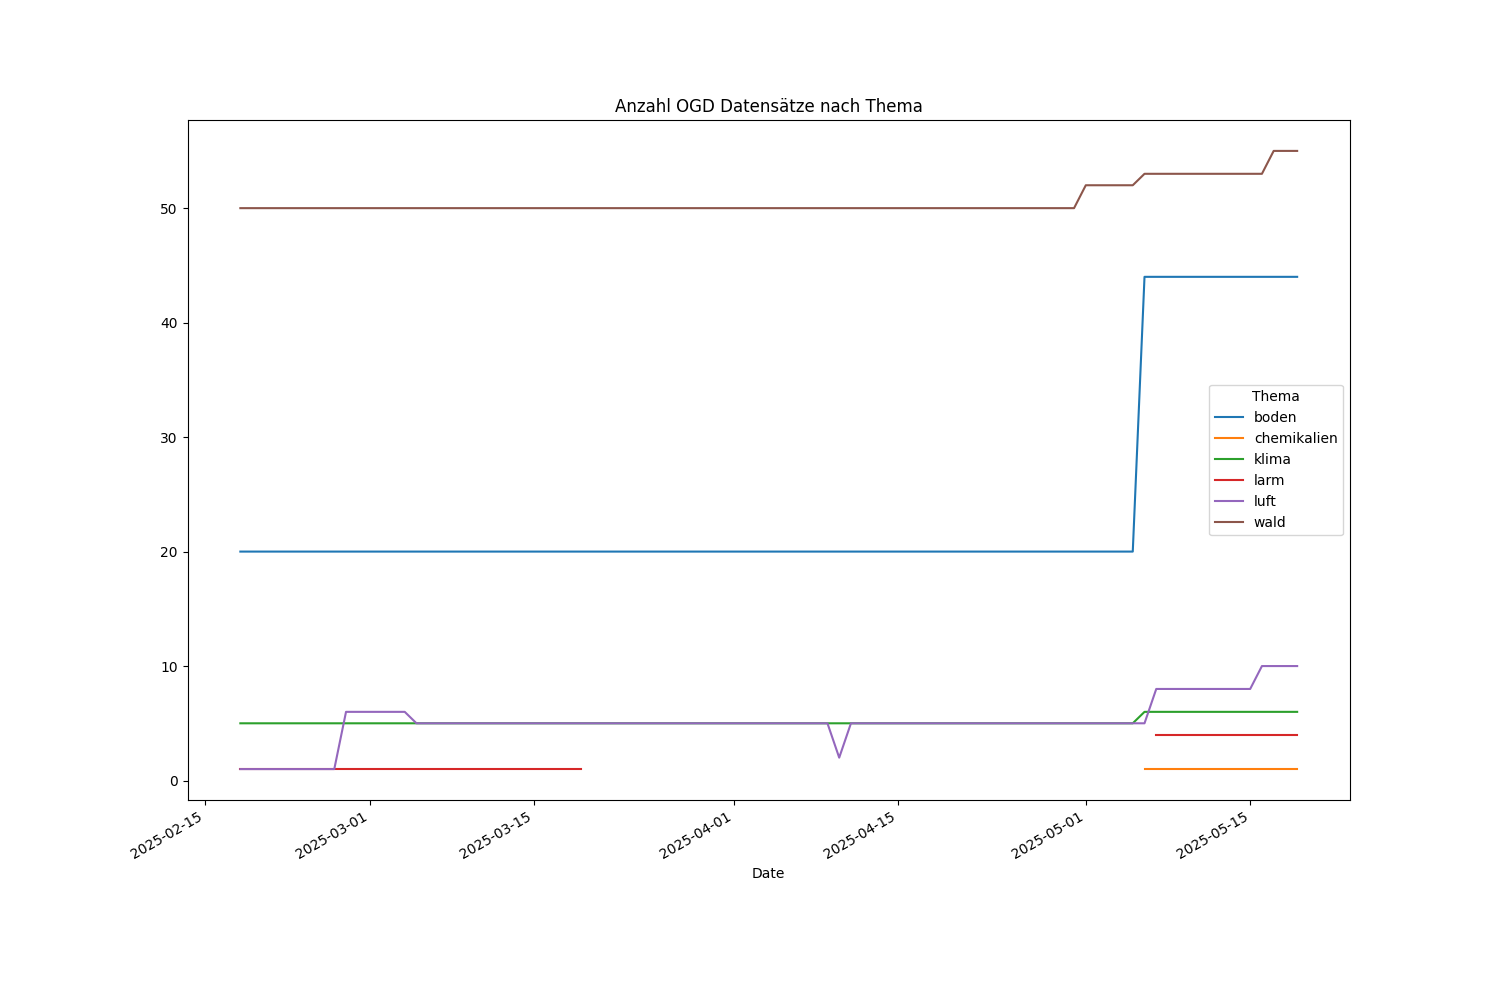 Anzahl OGD Datensätze nach Thema
50
40
30
20
10
0
Thema
boden
chemikalien
klima
larm
luft
wald
2025-02-15
2025-03-01
2025-03-15
2025-04-01
2025-04-15
2025-05-01
2025-05-15
Date